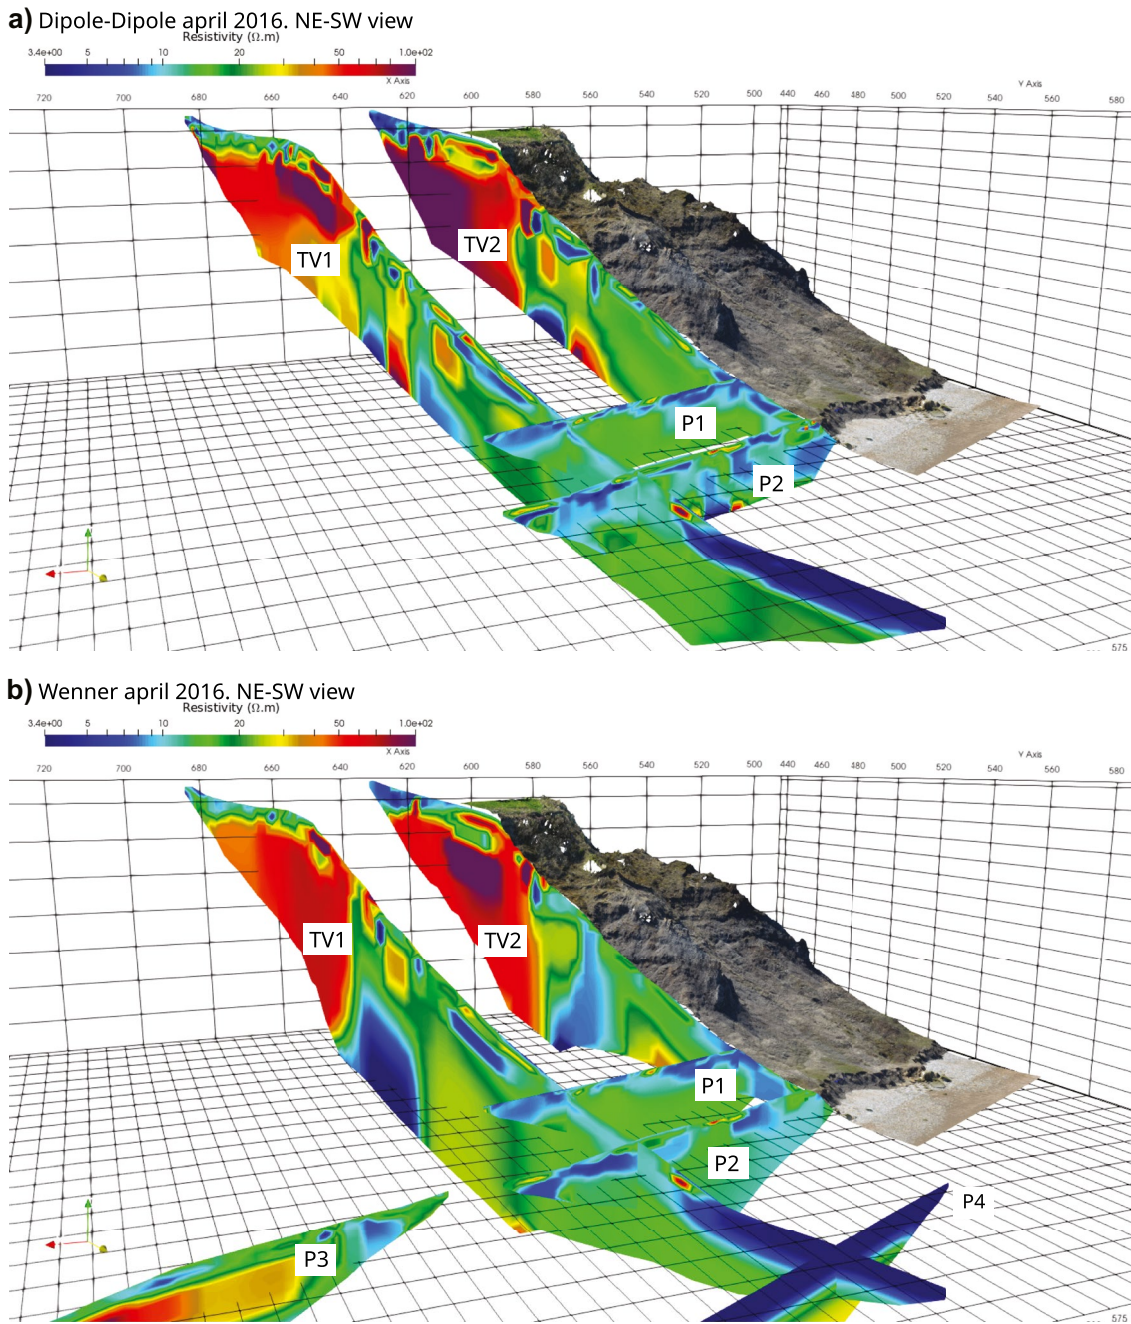 a) Dipole-Dipole april 2016. NE-SW view
Resistivity (Ω.m)
3.4e+00 5 10 20 50 1.0e+02
X Axis
Y Axis
720 700 680 660 640 620 600 580 560 540 520 500 440 460 480 500 520 540 560 580
TV1
TV2
P1
P2
575
b) Wenner april 2016. NE-SW view
Resistivity (Ω.m)
3.4e+00 5 10 20 50 1.0e+02
X Axis
Y Axis
720 700 680 660 640 620 600 580 560 540 520 500 440 460 480 500 520 540 560 580
TV1
TV2
P1
P2
P4
P3
575